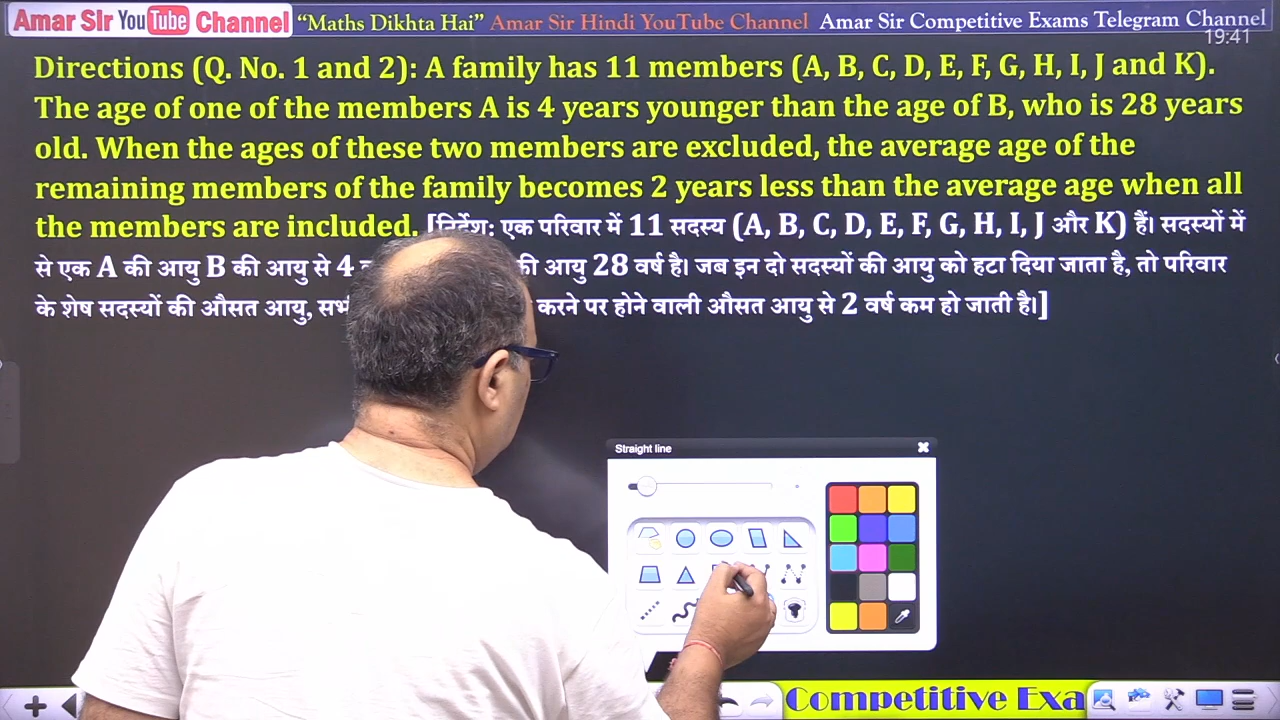 Amar Sir YouTube Channel "Maths Dikhta Hai" Amar Sir Hindi YouTube Channel Amar Sir Competitive Exams Telegram Channel
19:41
Directions (Q. No. 1 and 2): A family has 11 members (A, B, C, D, E, F, G, H, I, J and K).
The age of one of the members A is 4 years younger than the age of B, who is 28 years
old. When the ages of these two members are excluded, the average age of the
remaining members of the family becomes 2 years less than the average age when all
the members are included. [निर्देश: एक परिवार में 11 सदस्य (A, B, C, D, E, F, G, H, I, J और K) हैं। सदस्यों में
से एक A की आयु B की आयु से 4 की आयु 28 वर्ष है। जब इन दो सदस्यों की आयु को हटा दिया जाता है, तो परिवार
के शेष सदस्यों की औसत आयु, करने पर होने वाली औसत आयु से 2 वर्ष कम हो जाती है।]
Straight line
Competitive Exa